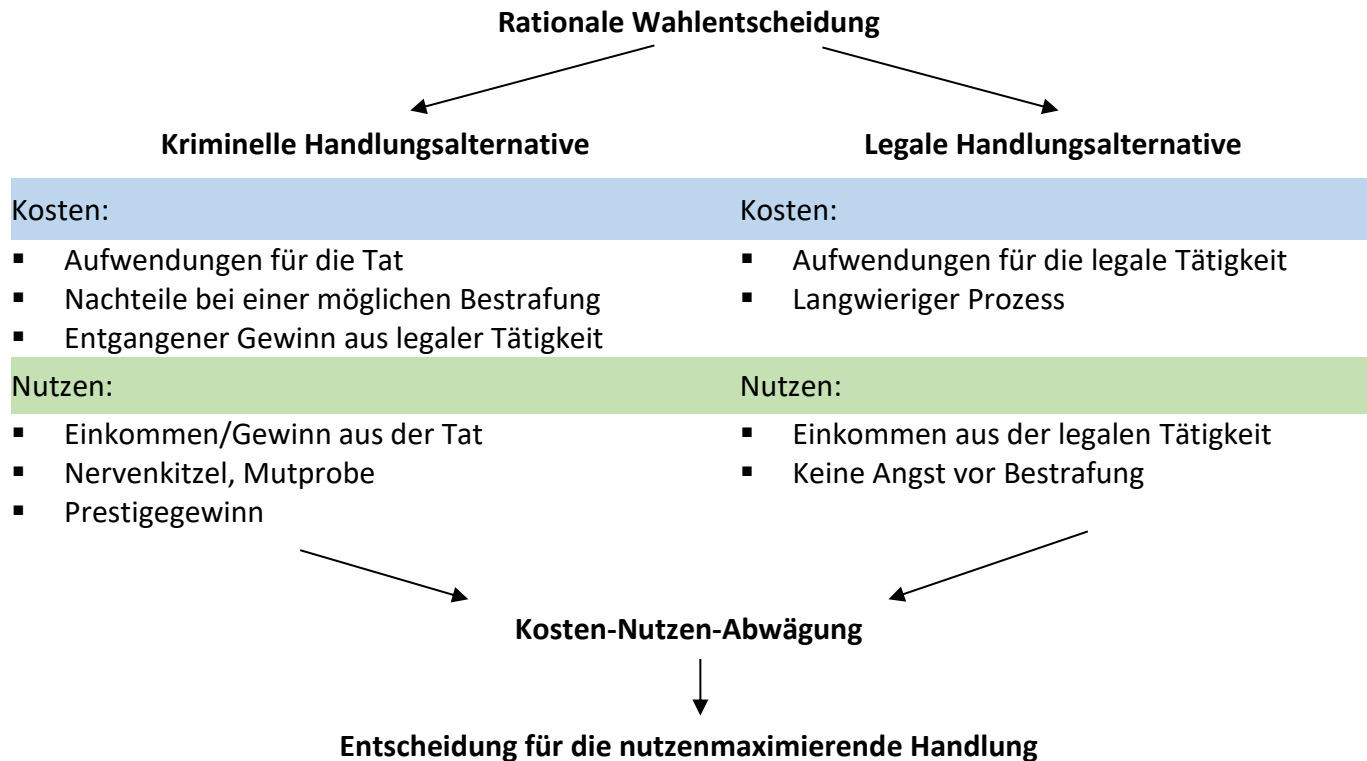 Rationale Wahlentscheidung
Kriminelle Handlungsalternative
Legale Handlungsalternative
Kosten:
▪ Aufwendungen für die Tat
▪ Nachteile bei einer möglichen Bestrafung
▪ Entgangener Gewinn aus legaler Tätigkeit
Kosten:
▪ Aufwendungen für die legale Tätigkeit
▪ Langwieriger Prozess
Nutzen:
▪ Einkommen/Gewinn aus der Tat
▪ Nervenkitzel, Mutprobe
▪ Prestigegewinn
Nutzen:
▪ Einkommen aus der legalen Tätigkeit
▪ Keine Angst vor Bestrafung
Kosten-Nutzen-Abwägung
Entscheidung für die nutzenmaximierende Handlung